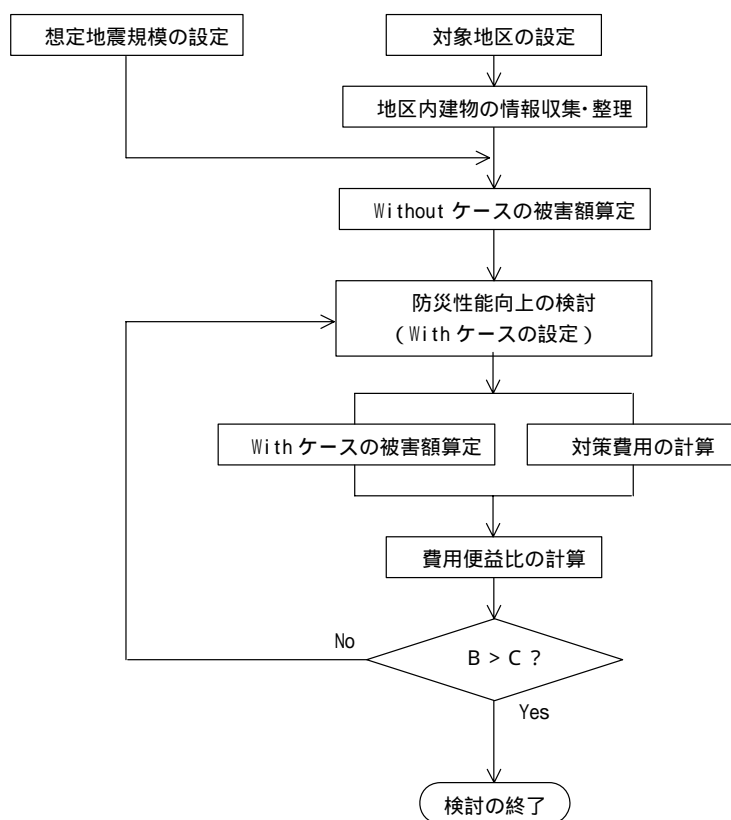 想定地震規模の設定
対象地区の設定
地区内建物の情報収集・整理
Without ケースの被害額算定
防災性能向上の検討
(With ケースの設定)
With ケースの被害額算定
対策費用の計算
費用便益比の計算
No
B > C ?
Yes
検討の終了